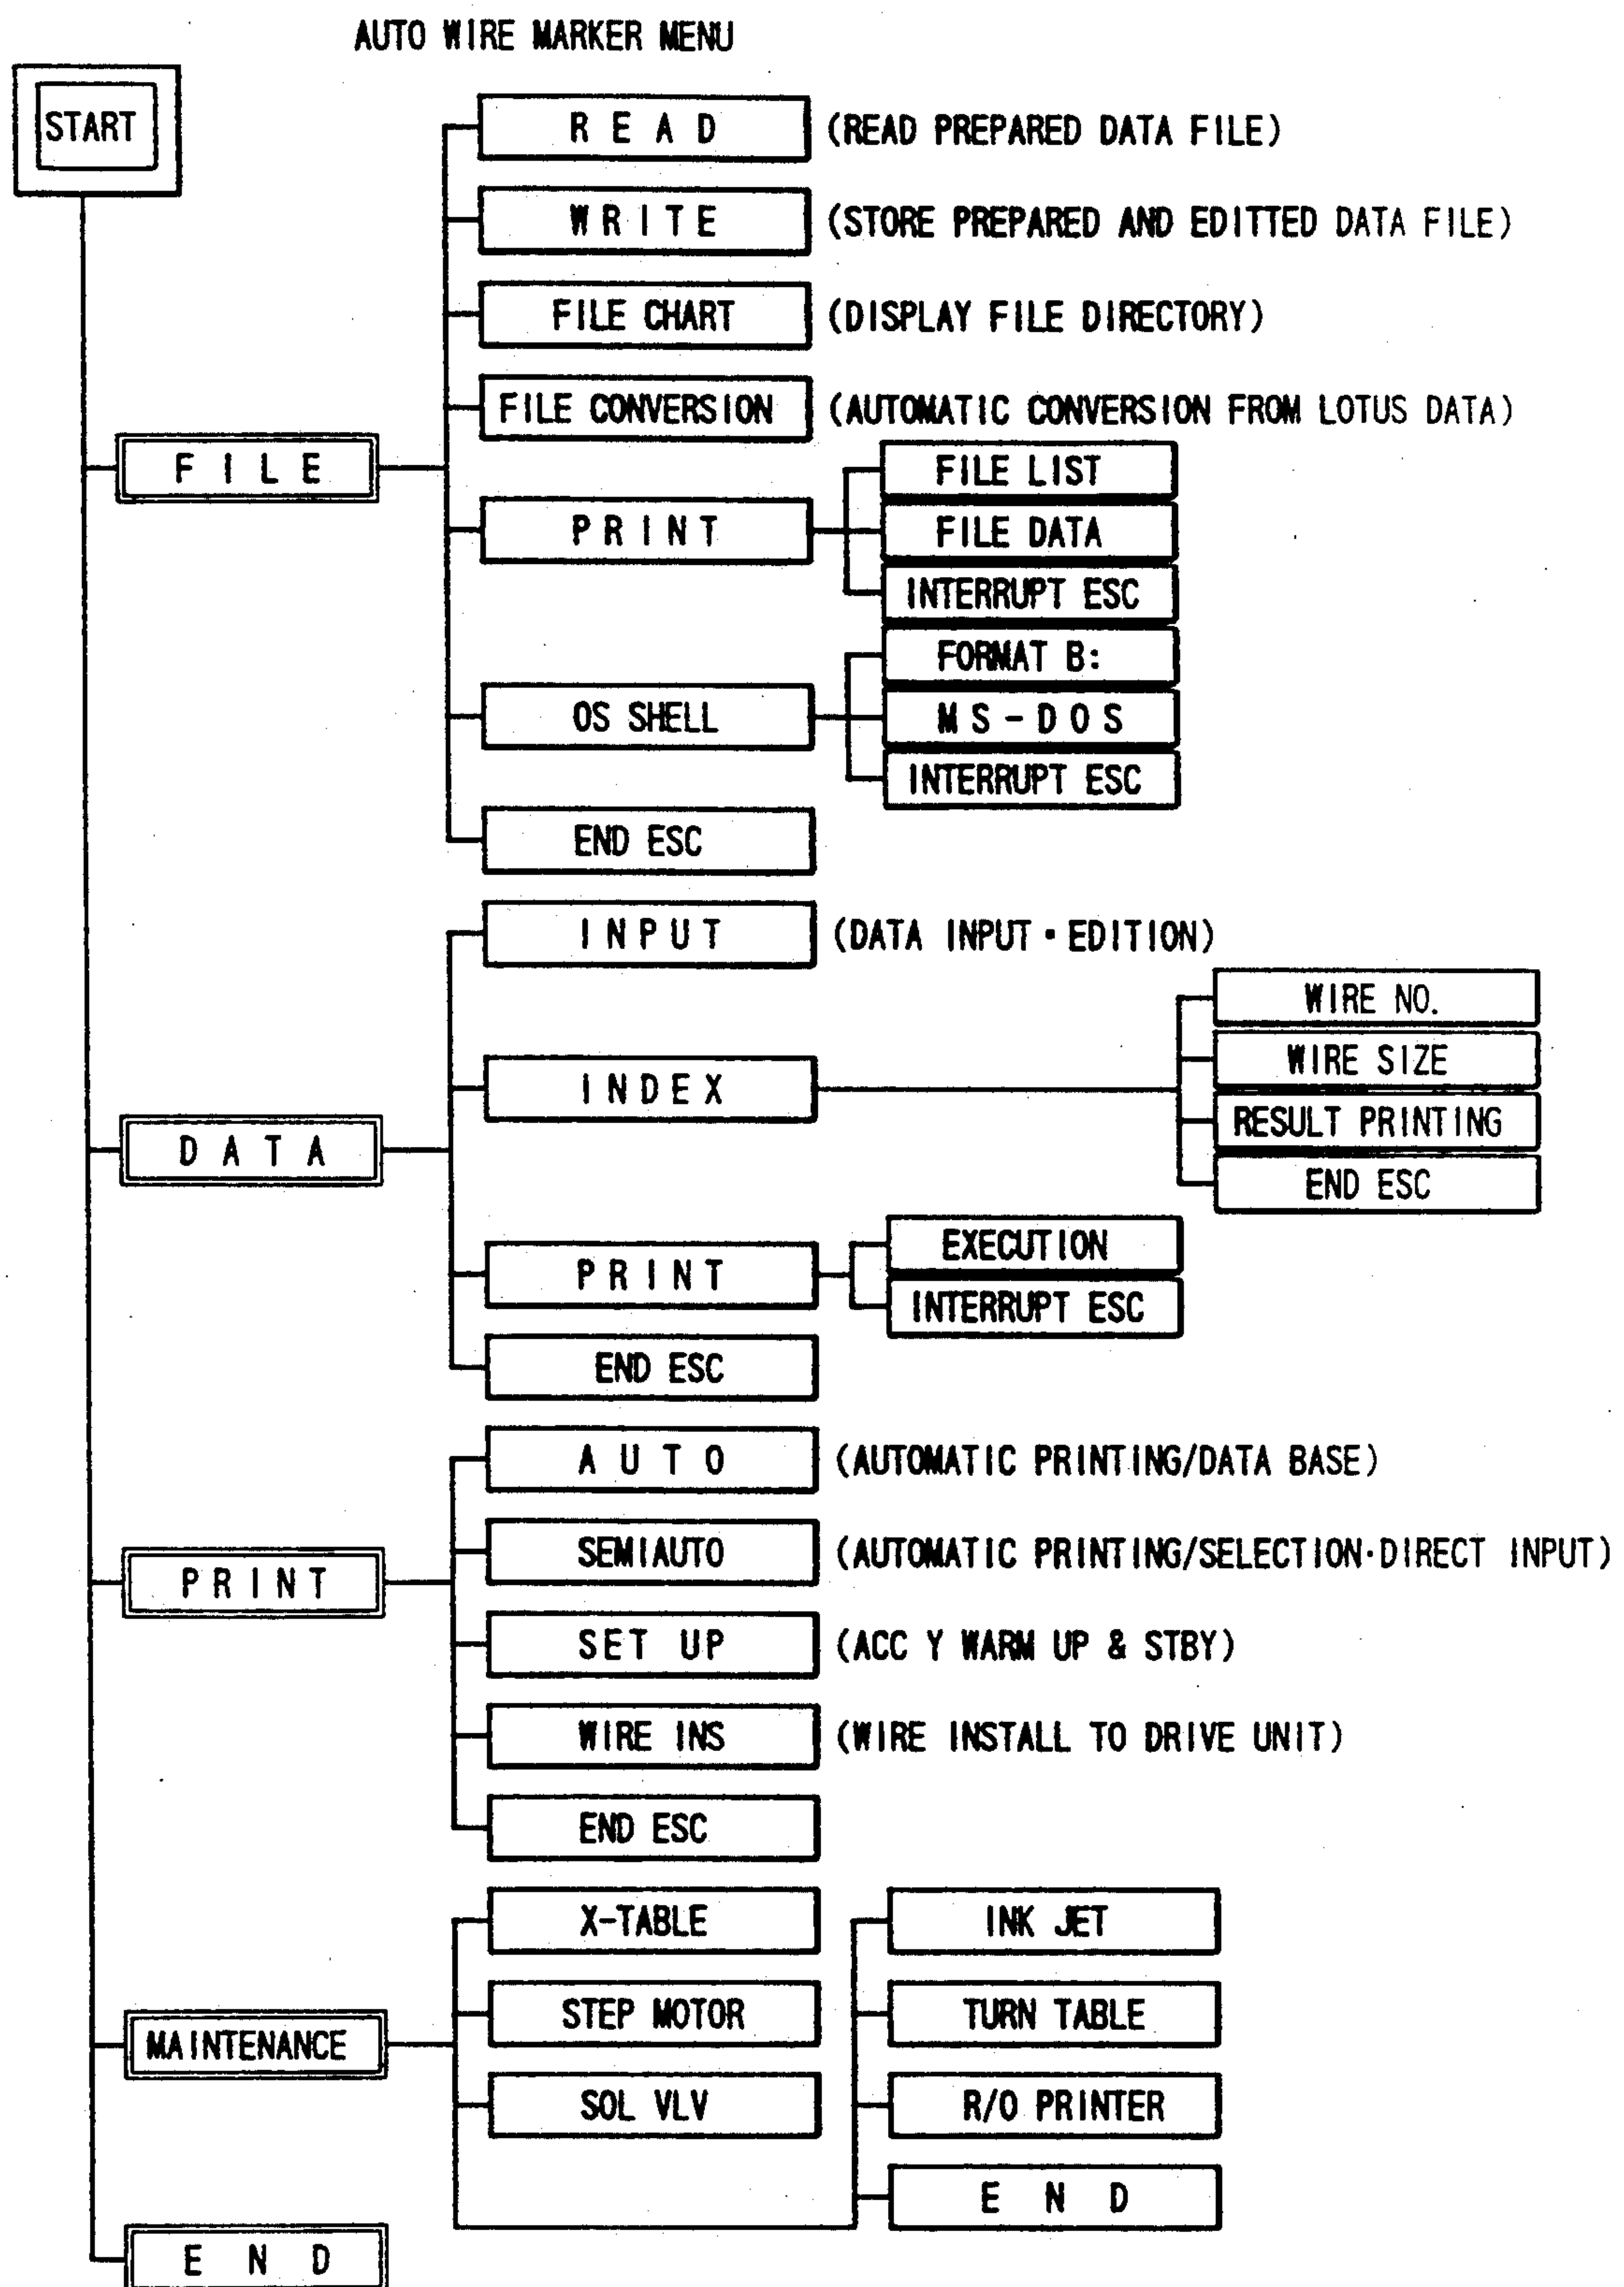 AUTO WIRE MARKER MENU
START
READ (READ PREPARED DATA FILE)
WRITE (STORE PREPARED AND EDITTED DATA FILE)
FILE CHART (DISPLAY FILE DIRECTORY)
FILE CONVERSION (AUTOMATIC CONVERSION FROM LOTUS DATA)
FILE
PRINT
FILE LIST
FILE DATA
INTERRUPT ESC
OS SHELL
FORMAT B:
MS-DOS
INTERRUPT ESC
END ESC
DATA
INPUT (DATA INPUT・EDITION)
INDEX
WIRE NO.
WIRE SIZE
RESULT PRINTING
END ESC
PRINT
EXECUTION
INTERRUPT ESC
END ESC
PRINT
AUTO (AUTOMATIC PRINTING/DATA BASE)
SEMIAUTO (AUTOMATIC PRINTING/SELECTION·DIRECT INPUT)
SET UP (ACC Y WARM UP & STBY)
WIRE INS (WIRE INSTALL TO DRIVE UNIT)
END ESC
MAINTENANCE
X-TABLE
STEP MOTOR
SOL VLV
INK JET
TURN TABLE
R/O PRINTER
END
END